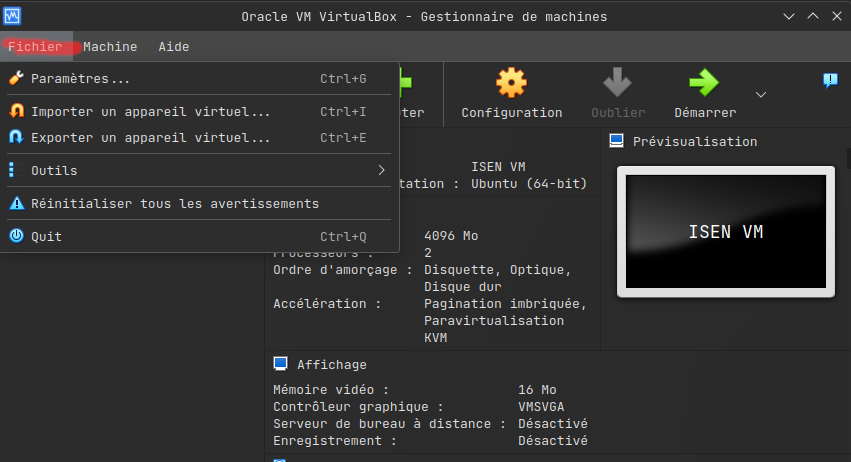 Oracle VM VirtualBox - Gestionnaire de machines
Fichier Machine Aide
Paramètres... Ctrl+G
Importer un appareil virtuel... Ctrl+I
Exporter un appareil virtuel... Ctrl+E
Outils
Réinitialiser tous les avertissements
Quit Ctrl+Q
Configuration Oublier Démarrer
ISEN VM
tation : Ubuntu (64-bit)
4096 Mo
Processeurs : 2
Ordre d'amorçage : Disquette, Optique,
Disque dur
Accélération : Pagination imbriquée,
Paravirtualisation
KVM
Prévisualisation
ISEN VM
Affichage
Mémoire vidéo : 16 Mo
Contrôleur graphique : VMSVGA
Serveur de bureau à distance : Désactivé
Enregistrement : Désactivé